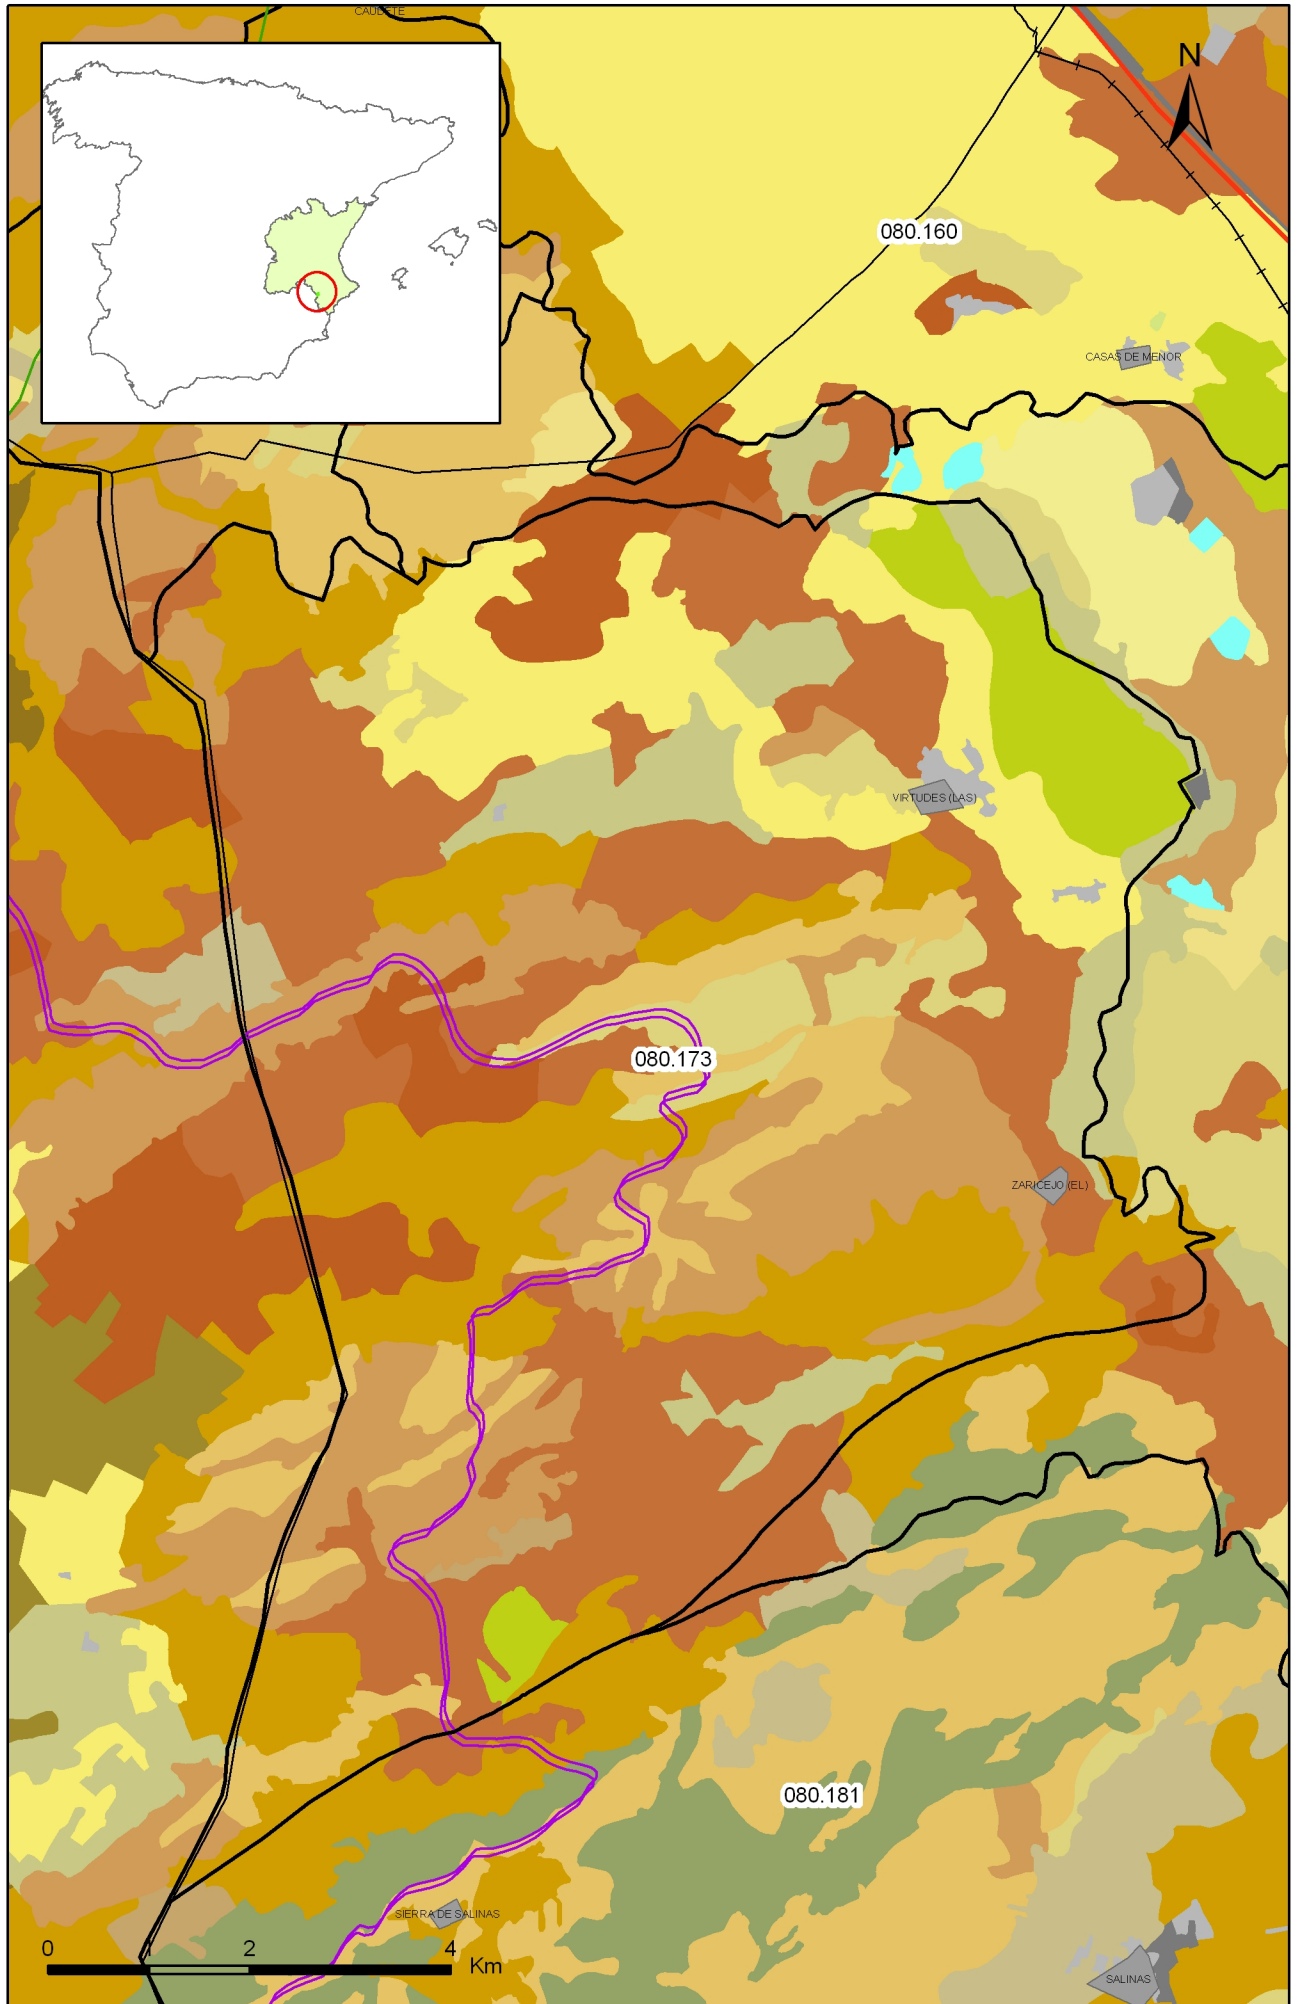 CAUDETE
N
080.160
CASAS DE MENOR
VIRTUDES (LAS)
080.173
ZARICEJO (EL)
080.181
SIERRA DE SALINAS
0 1 2 4 Km
SALINAS